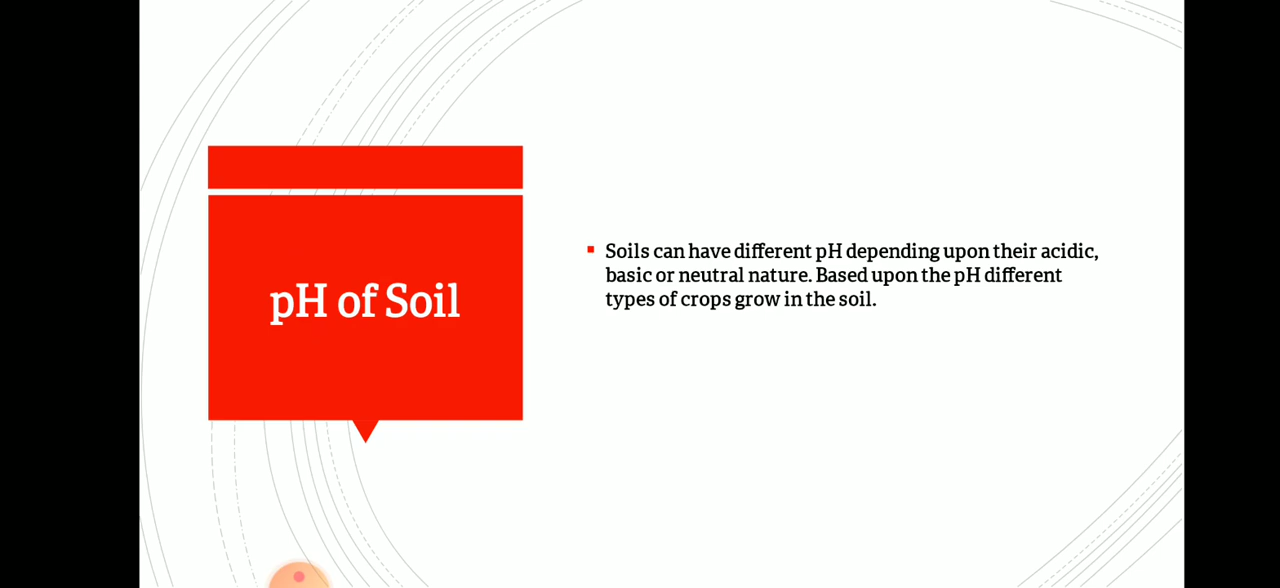 pH of Soil
Soils can have different pH depending upon their acidic,
basic or neutral nature. Based upon the pH different
types of crops grow in the soil.